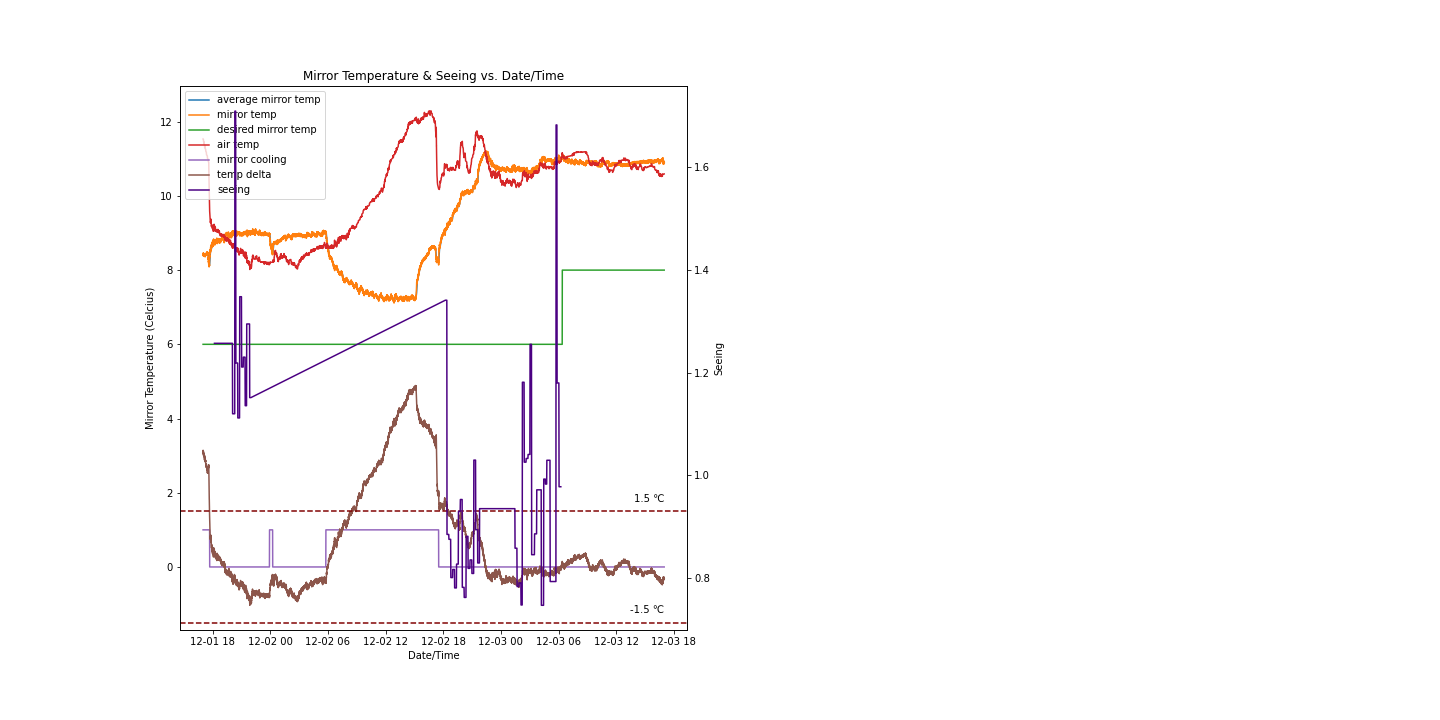 Mirror Temperature & Seeing vs. Date/Time
average mirror temp
mirror temp
desired mirror temp
air temp
mirror cooling
temp delta
seeing
12
10
8
6
4
2
0
Mirror Temperature (Celcius)
1.6
1.4
1.2
1.0
0.8
Seeing
1.5 °C
-1.5 °C
12-01 18 12-02 00 12-02 06 12-02 12 12-02 18 12-03 00 12-03 06 12-03 12 12-03 18
Date/Time